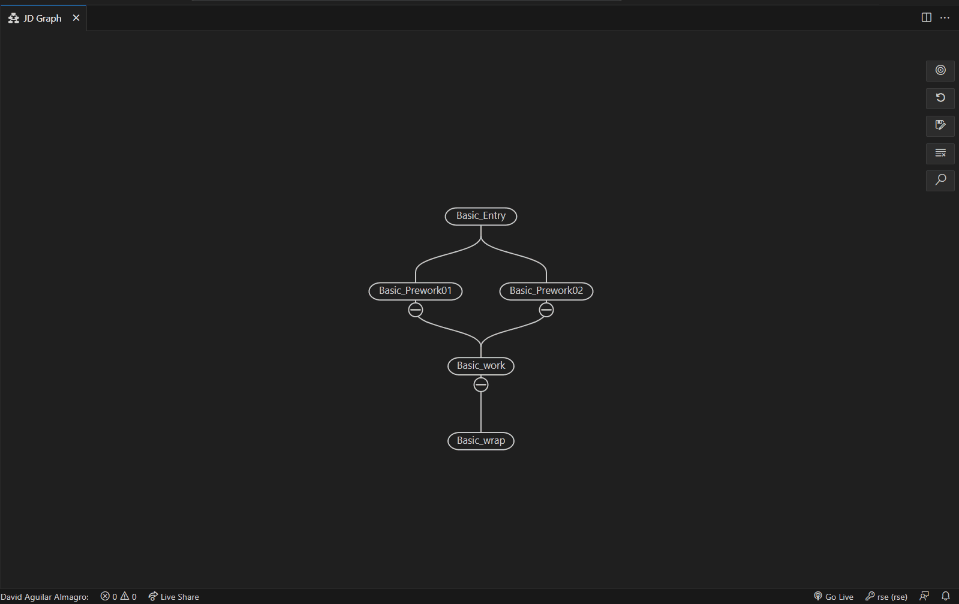 JD Graph
Basic_Entry
Basic_Prework01 Basic_Prework02
Basic_work
Basic_wrap
David Aguilar Almagro: 0 0 Live Share Go Live rse (rse)